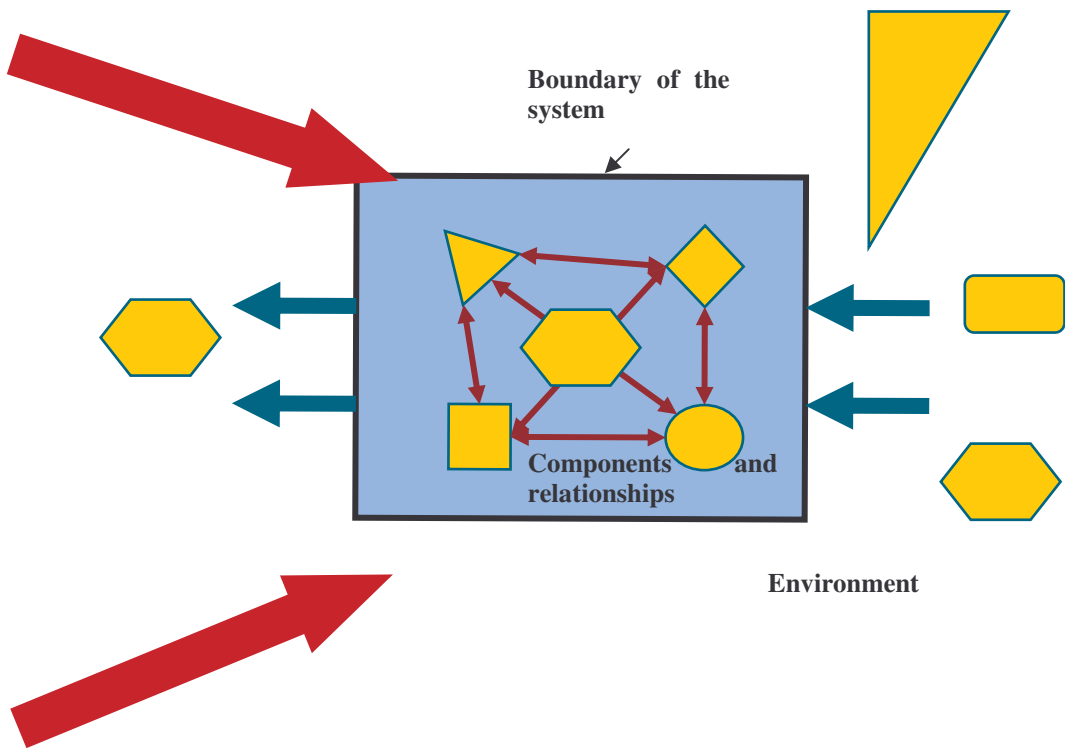 Boundary of the
system
Components and
relationships
Environment